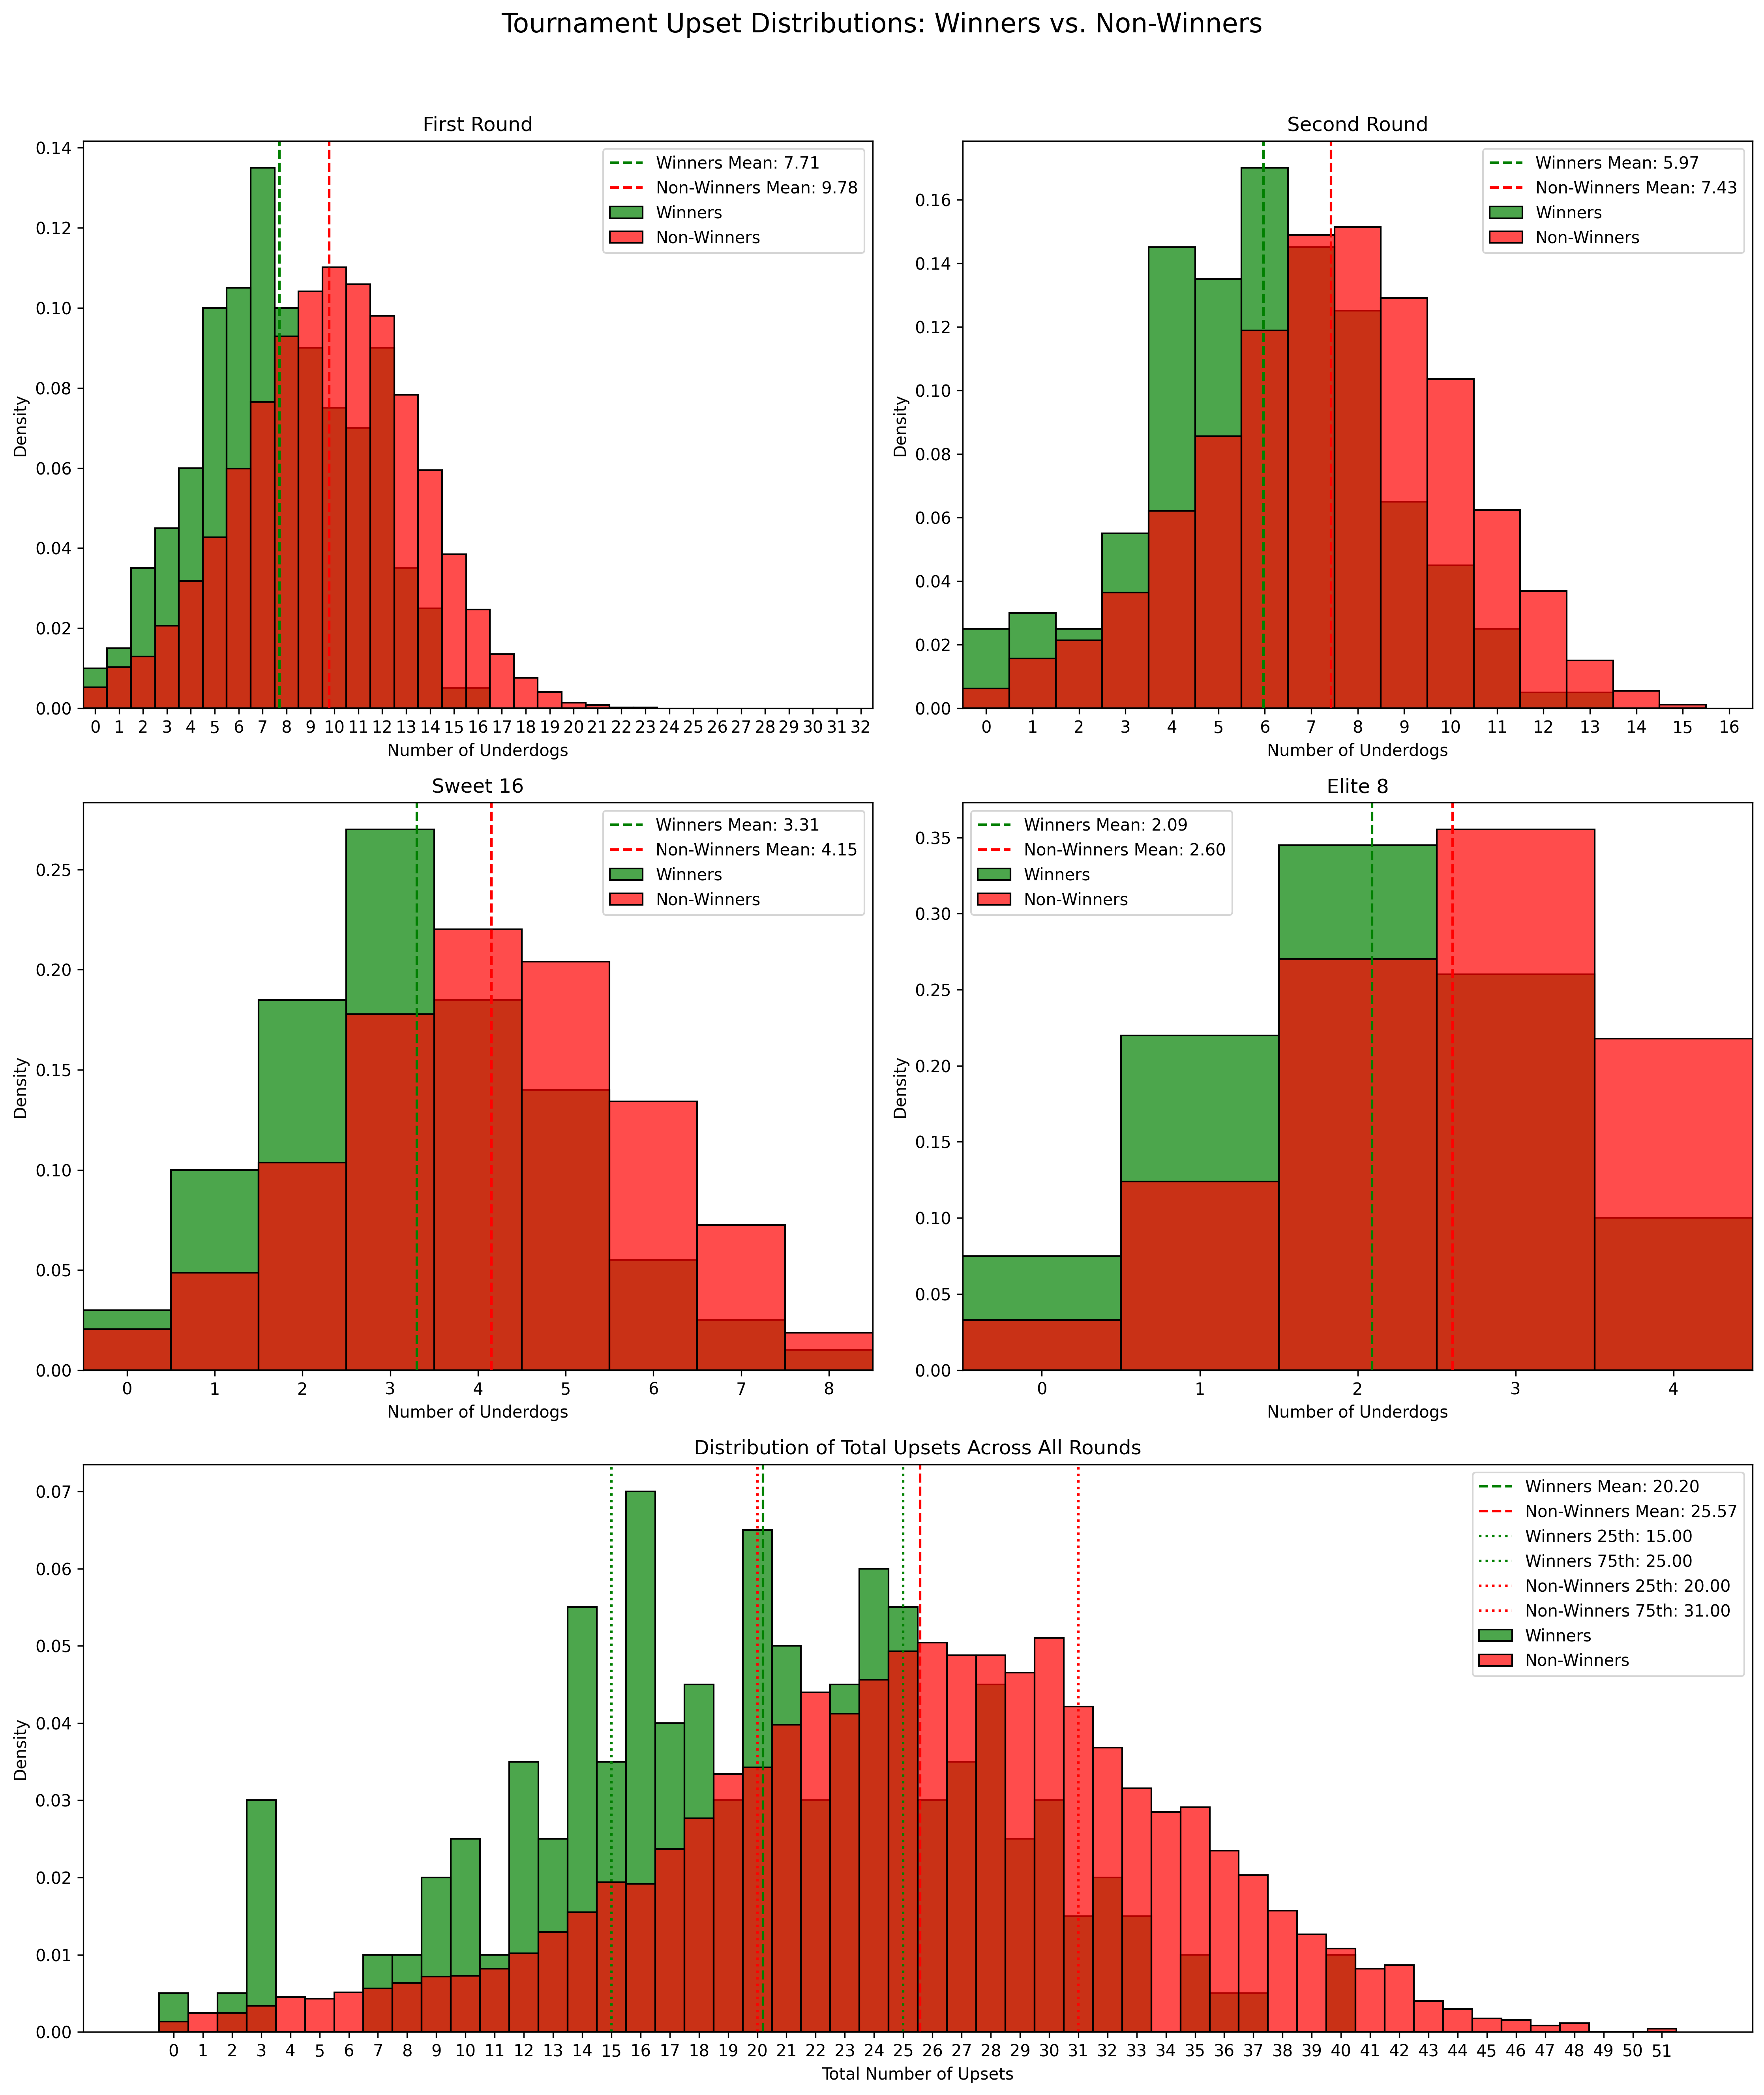 Tournament Upset Distributions: Winners vs. Non-Winners
First Round
Density
0.14
0.12
0.10
0.08
0.06
0.04
0.02
0.00
Winners Mean: 7.71
Non-Winners Mean: 9.78
Winners
Non-Winners
0 1 2 3 4 5 6 7 8 9 10 11 12 13 14 15 16 17 18 19 20 21 22 23 24 25 26 27 28 29 30 31 32
Number of Underdogs
Second Round
Density
0.16
0.14
0.12
0.10
0.08
0.06
0.04
0.02
0.00
Winners Mean: 5.97
Non-Winners Mean: 7.43
Winners
Non-Winners
0 1 2 3 4 5 6 7 8 9 10 11 12 13 14 15 16
Number of Underdogs
Sweet 16
Density
0.25
0.20
0.15
0.10
0.05
0.00
Winners Mean: 3.31
Non-Winners Mean: 4.15
Winners
Non-Winners
0 1 2 3 4 5 6 7 8
Number of Underdogs
Elite 8
Density
0.35
0.30
0.25
0.20
0.15
0.10
0.05
0.00
Winners Mean: 2.09
Non-Winners Mean: 2.60
Winners
Non-Winners
0 1 2 3 4
Number of Underdogs
Distribution of Total Upsets Across All Rounds
Density
0.07
0.06
0.05
0.04
0.03
0.02
0.01
0.00
Winners Mean: 20.20
Non-Winners Mean: 25.57
Winners 25th: 15.00
Winners 75th: 25.00
Non-Winners 25th: 20.00
Non-Winners 75th: 31.00
Winners
Non-Winners
0 1 2 3 4 5 6 7 8 9 10 11 12 13 14 15 16 17 18 19 20 21 22 23 24 25 26 27 28 29 30 31 32 33 34 35 36 37 38 39 40 41 42 43 44 45 46 47 48 49 50 51
Total Number of Upsets